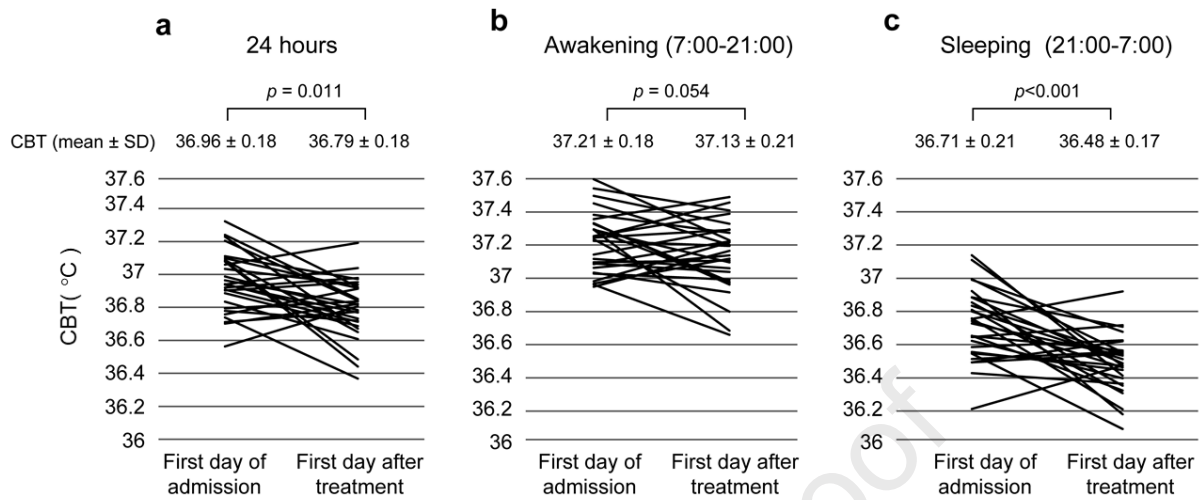 a
24 hours
p = 0.011
CBT (mean ± SD)
36.96 ± 0.18
36.79 ± 0.18
37.6
37.4
37.2
37
36.8
36.6
36.4
36.2
36
CBT( °C )
First day of
admission
First day after
treatment
b
Awakening (7:00-21:00)
p = 0.054
37.21 ± 0.18
37.13 ± 0.21
37.6
37.4
37.2
37
36.8
36.6
36.4
36.2
36
First day of
admission
First day after
treatment
c
Sleeping (21:00-7:00)
p<0.001
36.71 ± 0.21
36.48 ± 0.17
37.6
37.4
37.2
37
36.8
36.6
36.4
36.2
36
First day of
admission
First day after
treatment